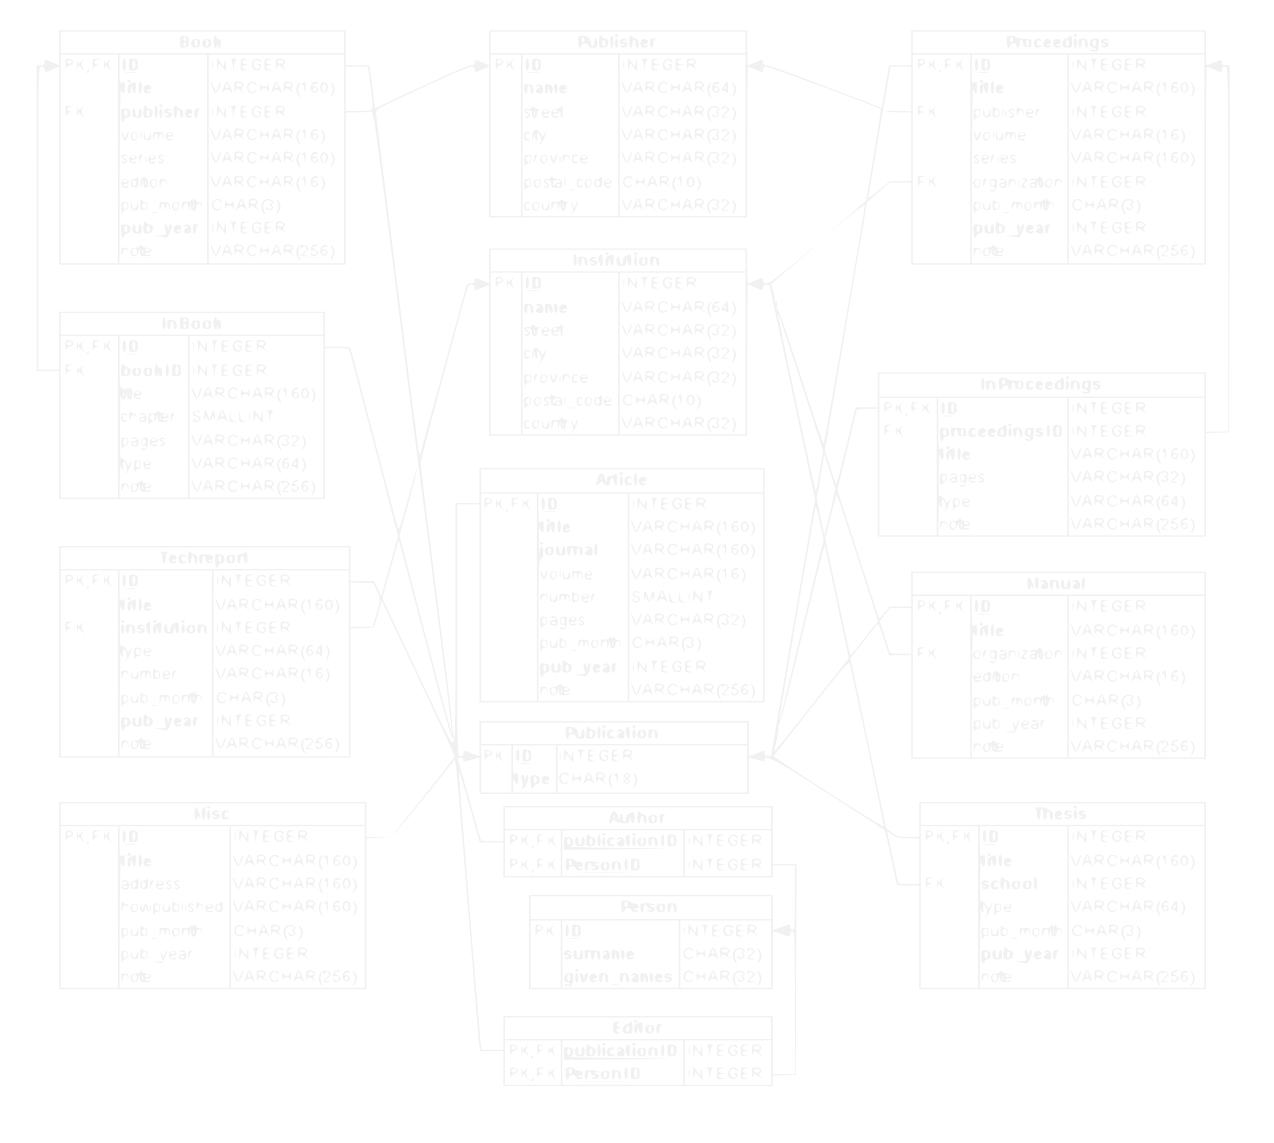 Book
PK,FK ID INTEGER
title VARCHAR(160)
FK publisher INTEGER
volume VARCHAR(16)
series VARCHAR(160)
edition VARCHAR(16)
pub_month CHAR(3)
pub_year INTEGER
note VARCHAR(256)
InBook
PK,FK ID INTEGER
FK bookID INTEGER
title VARCHAR(160)
chapter SMALLINT
pages VARCHAR(32)
type VARCHAR(64)
note VARCHAR(256)
Techreport
PK,FK ID INTEGER
title VARCHAR(160)
FK institution INTEGER
type VARCHAR(64)
number VARCHAR(16)
pub_month CHAR(3)
pub_year INTEGER
note VARCHAR(256)
Misc
PK,FK ID INTEGER
title VARCHAR(160)
address VARCHAR(160)
howpublished VARCHAR(160)
pub_month CHAR(3)
pub_year INTEGER
note VARCHAR(256)
Publisher
PK ID INTEGER
name VARCHAR(64)
street VARCHAR(32)
city VARCHAR(32)
province VARCHAR(32)
postal_code CHAR(10)
country VARCHAR(32)
Institution
PK ID INTEGER
name VARCHAR(64)
street VARCHAR(32)
city VARCHAR(32)
province VARCHAR(32)
postal_code CHAR(10)
country VARCHAR(32)
Article
PK,FK ID INTEGER
title VARCHAR(160)
journal VARCHAR(160)
volume VARCHAR(16)
number SMALLINT
pages VARCHAR(32)
pub_month CHAR(3)
pub_year INTEGER
note VARCHAR(256)
Publication
PK ID INTEGER
type CHAR(18)
Author
PK,FK publicationID INTEGER
PK,FK PersonID INTEGER
Person
PK ID INTEGER
surname CHAR(32)
given_names CHAR(32)
Editor
PK,FK publicationID INTEGER
PK,FK PersonID INTEGER
Proceedings
PK,FK ID INTEGER
title VARCHAR(160)
FK publisher INTEGER
volume VARCHAR(16)
series VARCHAR(160)
FK organization INTEGER
pub_month CHAR(3)
pub_year INTEGER
note VARCHAR(256)
InProceedings
PK,FK ID INTEGER
FK proceedingsID INTEGER
title VARCHAR(160)
pages VARCHAR(32)
type VARCHAR(64)
note VARCHAR(256)
Manual
PK,FK ID INTEGER
title VARCHAR(160)
FK organization INTEGER
edition VARCHAR(16)
pub_month CHAR(3)
pub_year INTEGER
note VARCHAR(256)
Thesis
PK,FK ID INTEGER
title VARCHAR(160)
FK school INTEGER
type VARCHAR(64)
pub_month CHAR(3)
pub_year INTEGER
note VARCHAR(256)